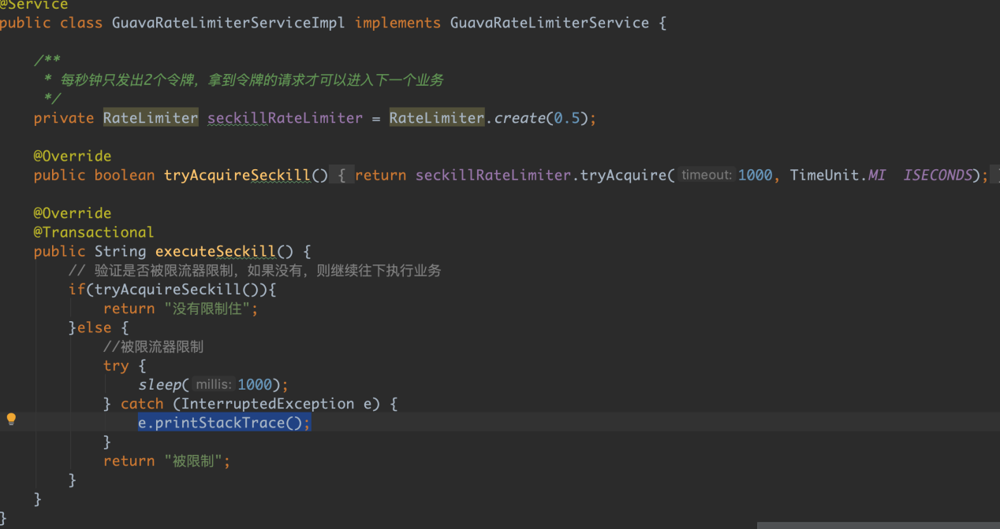 @Service
public class GuavaRateLimiterServiceImpl implements GuavaRateLimiterService {
/**
* 每秒钟只发出2个令牌，拿到令牌的请求才可以进入下一个业务
*/
private RateLimiter seckillRateLimiter = RateLimiter.create(0.5);
@Override
public boolean tryAcquireSeckill() { return seckillRateLimiter.tryAcquire( timeout: 1000, TimeUnit.MI ISECONDS); }
@Override
@Transactional
public String executeSeckill() {
// 验证是否被限流器限制，如果没有，则继续往下执行业务
if(tryAcquireSeckill()){
return "没有限制住";
}else {
//被限流器限制
try {
sleep( millis: 1000);
} catch (InterruptedException e) {
e.printStackTrace();
}
return "被限制";
}
}
}